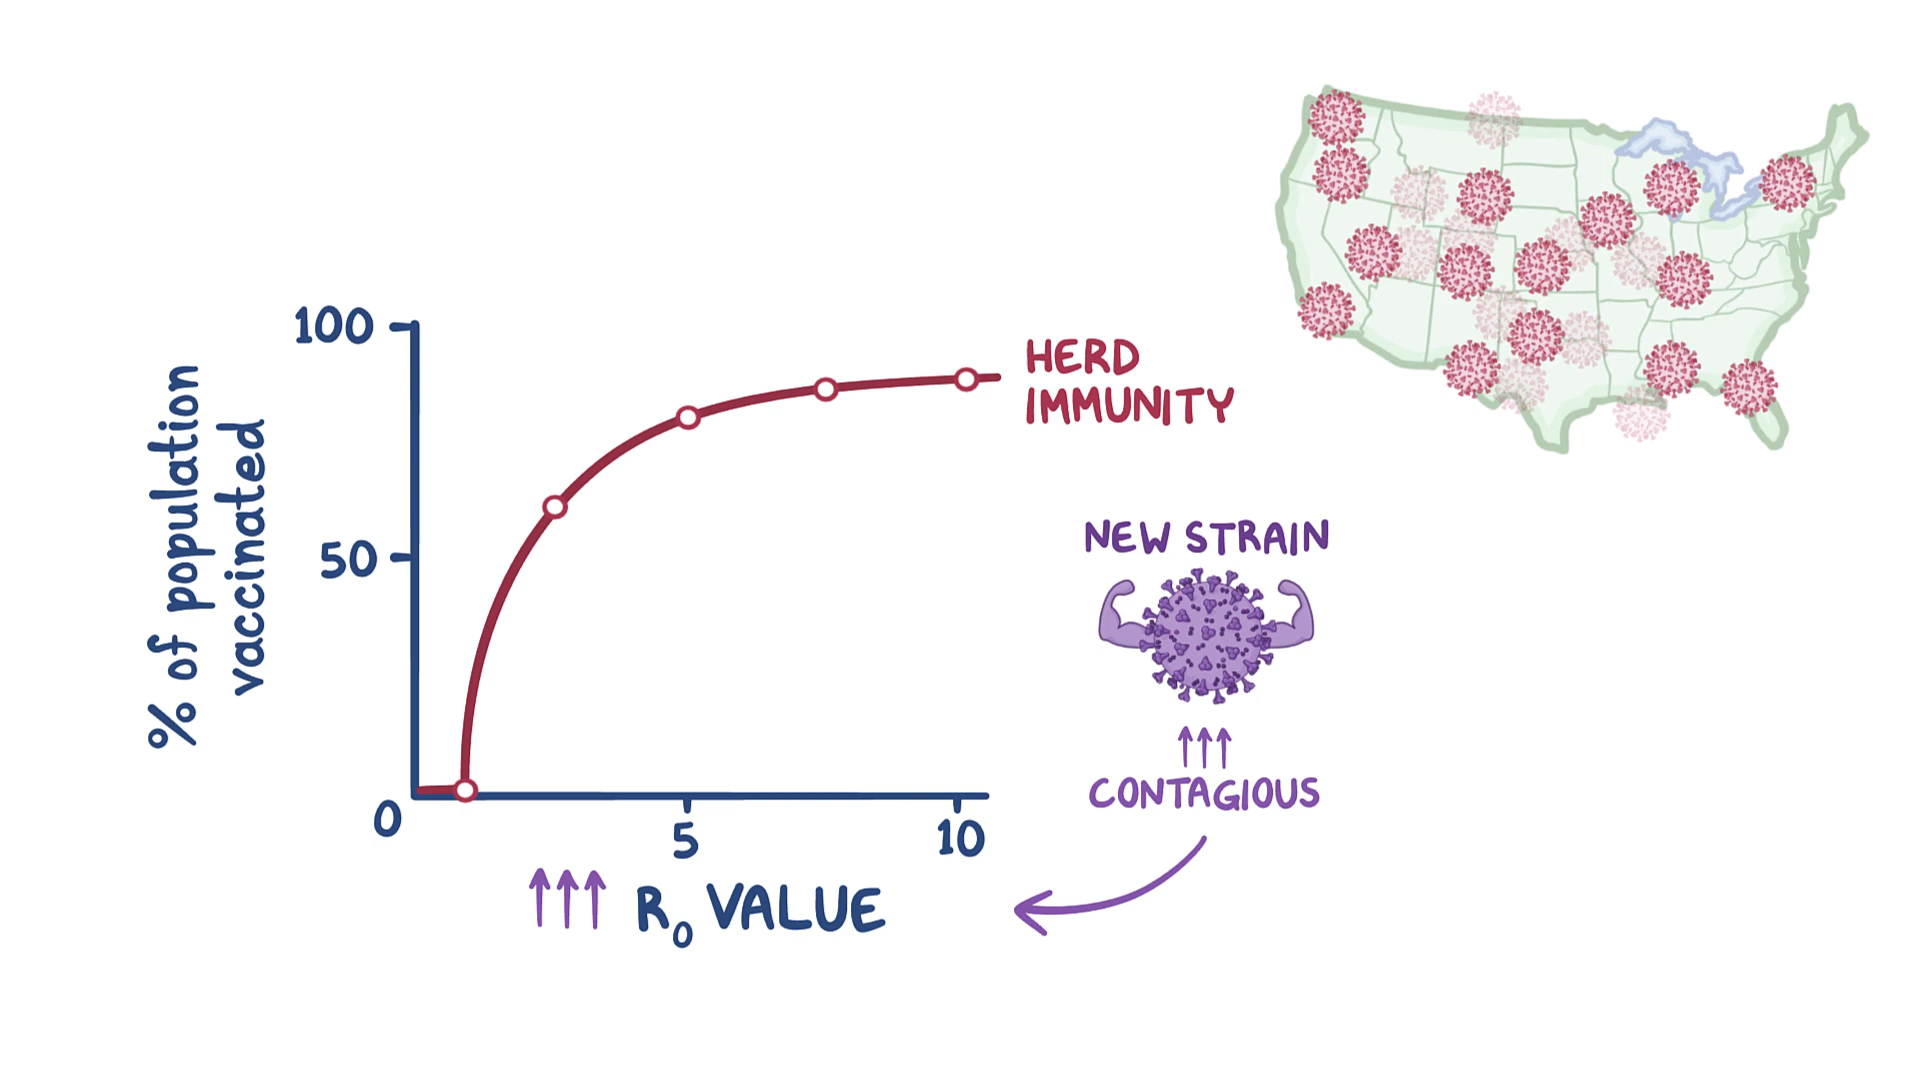 % of population
vaccinated
100
50
0
5
10
R0 VALUE
HERD
IMMUNITY
NEW STRAIN
CONTAGIOUS